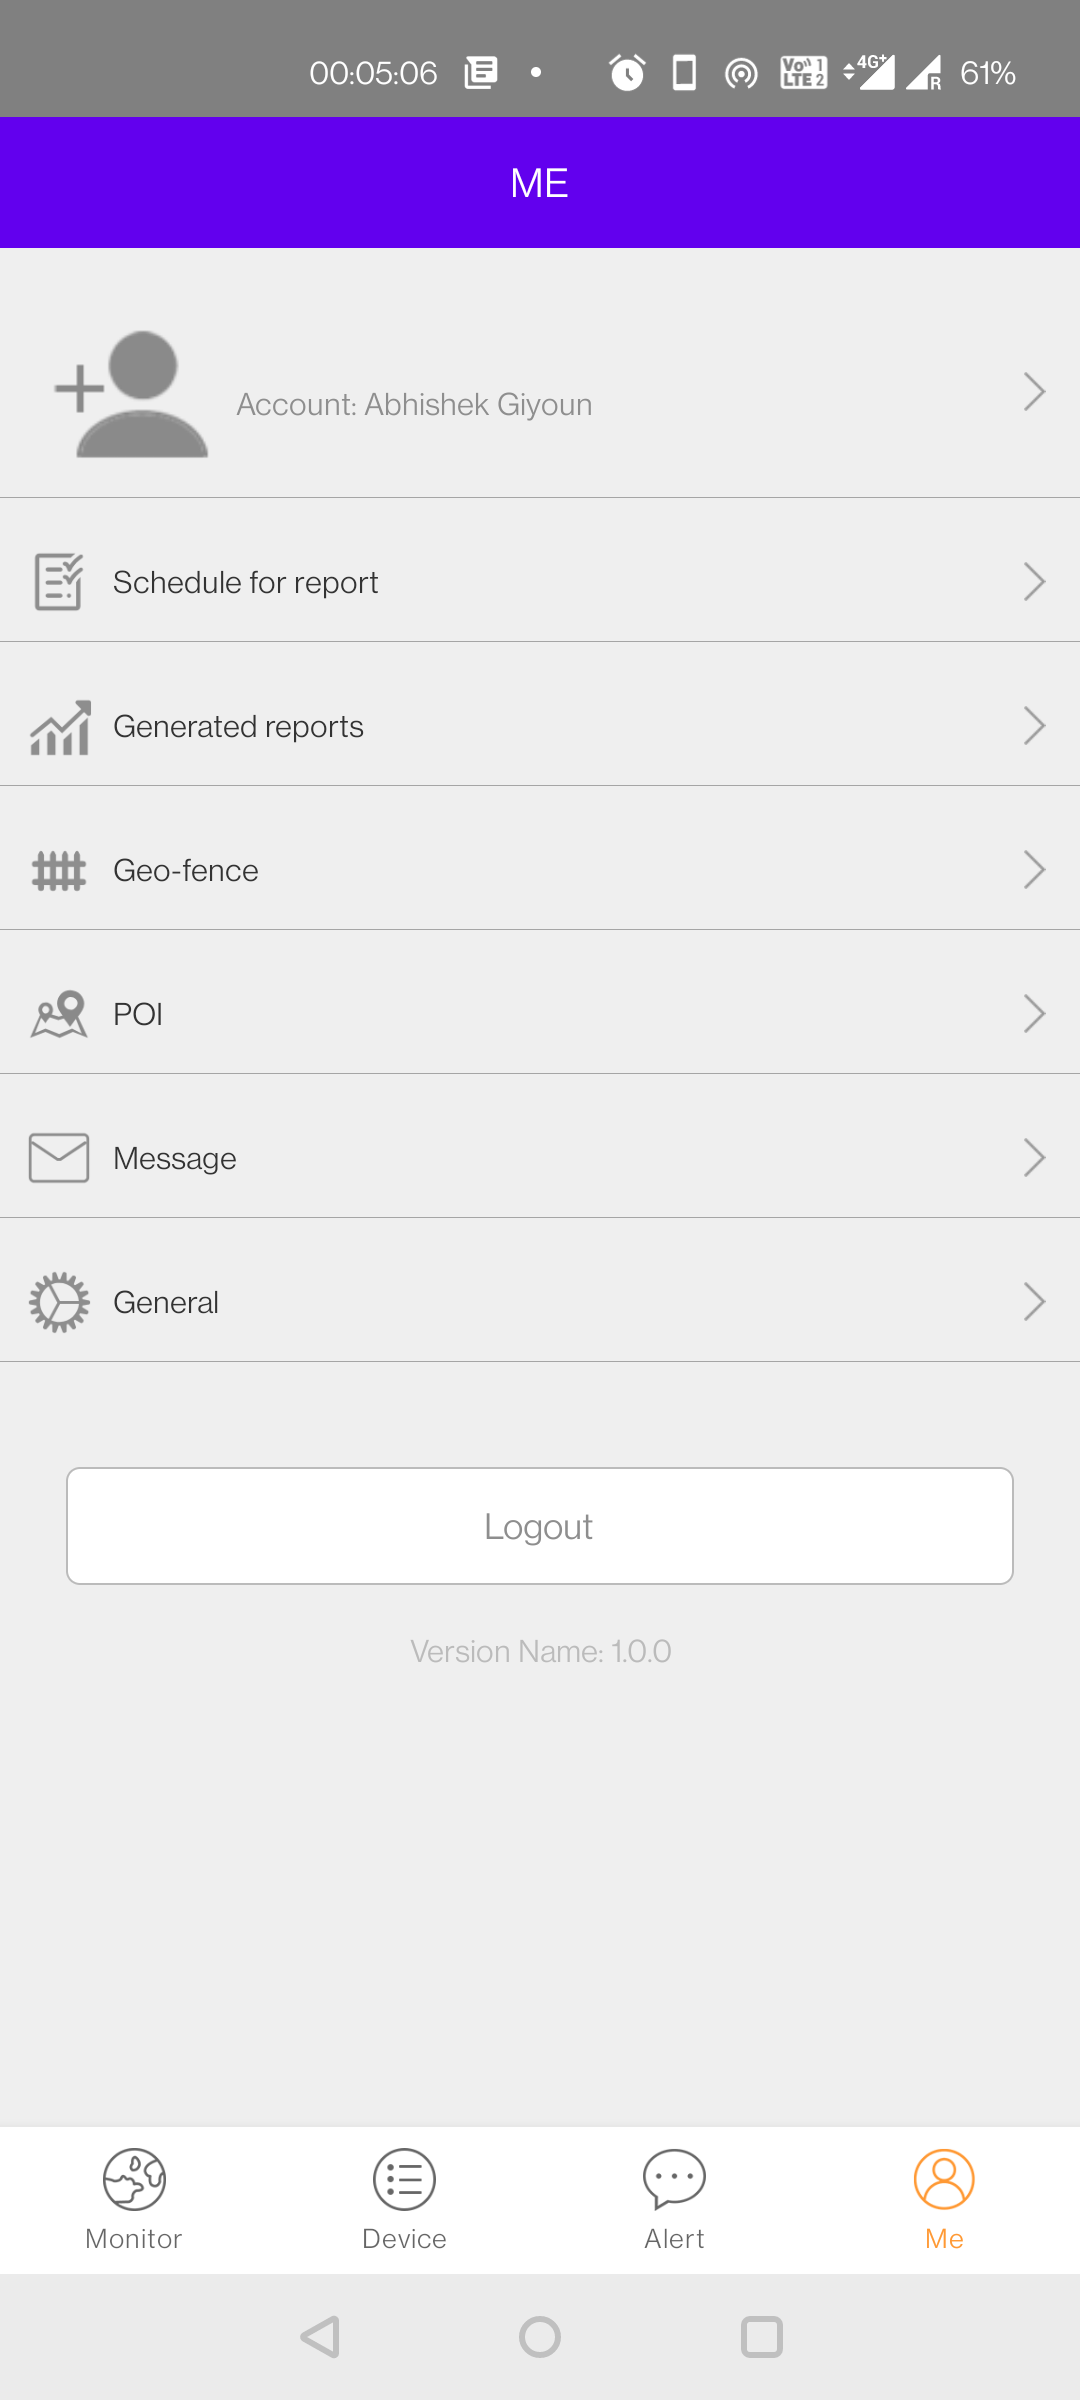 00:05:06 Vo)) 1 LTE 2 4G+ R 61%
ME
Account: Abhishek Giyoun
Schedule for report
Generated reports
Geo-fence
POI
Message
General
Logout
Version Name: 1.0.0
Monitor Device Alert Me